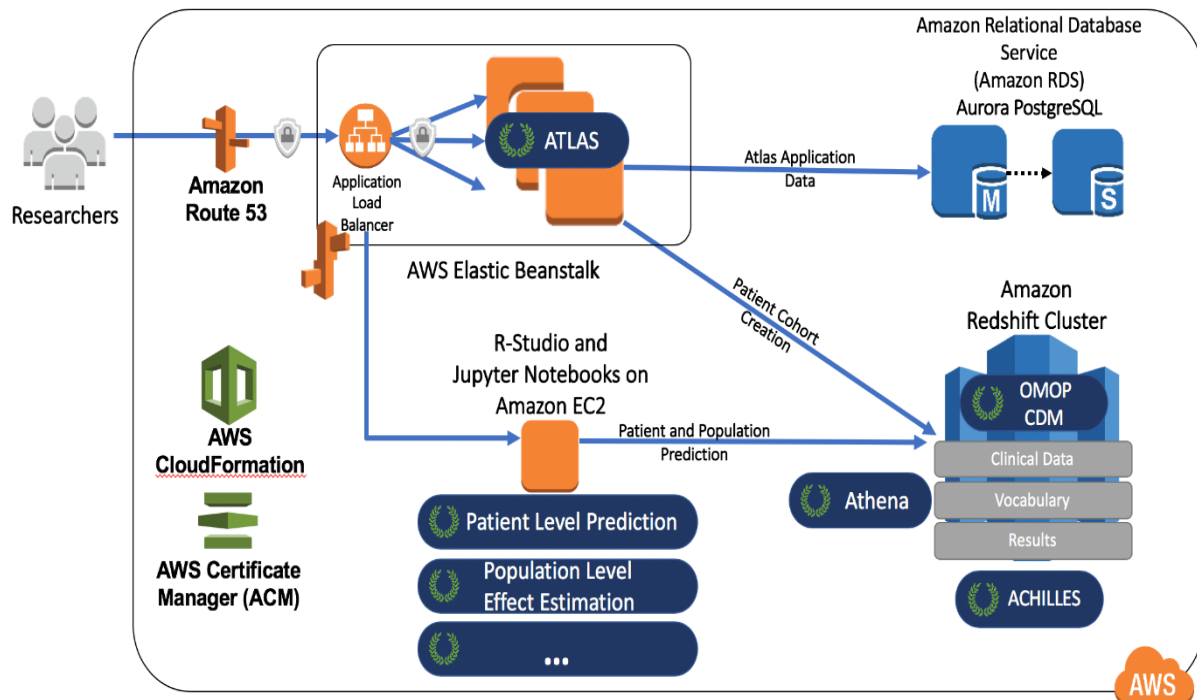 Amazon Relational Database
Service
(Amazon RDS)
Aurora PostgreSQL
ATLAS
Researchers
Amazon
Route 53
Application
Load
Balancer
Atlas Application
Data
M
S
AWS Elastic Beanstalk
Patient Cohort
Creation
Amazon
Redshift Cluster
R-Studio and
Jupyter Notebooks on
Amazon EC2
OMOP
CDM
AWS
CloudFormation
Patient and Population
Prediction
Clinical Data
Athena
Vocabulary
Results
Patient Level Prediction
AWS Certificate
Manager (ACM)
Population Level
Effect Estimation
ACHILLES
...
AWS